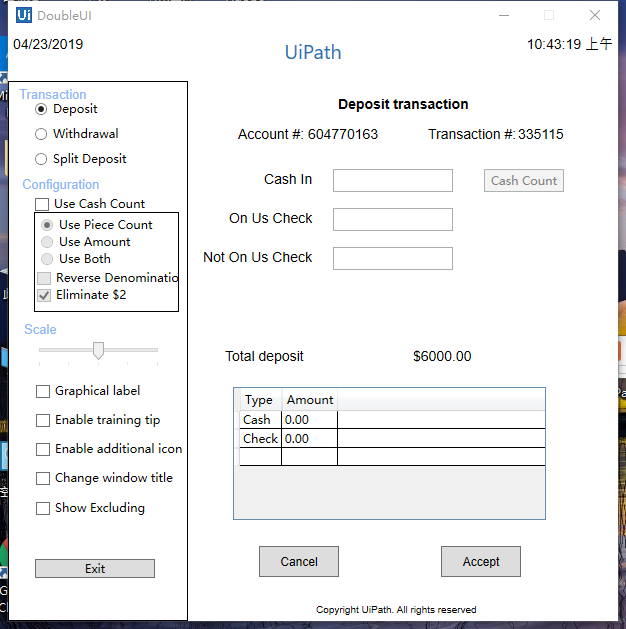 Ui DoubleUI
04/23/2019
UiPath
10:43:19 上午
Transaction
Deposit
Withdrawal
Split Deposit
Configuration
Use Cash Count
Use Piece Count
Use Amount
Use Both
Reverse Denominatio
Eliminate $2
Scale
Graphical label
Enable training tip
Enable additional icon
Change window title
Show Excluding
Exit
Deposit transaction
Account #: 604770163 Transaction #: 335115
Cash In Cash Count
On Us Check
Not On Us Check
Total deposit $6000.00
Type Amount
Cash 0.00
Check 0.00
Cancel Accept
Copyright UiPath. All rights reserved